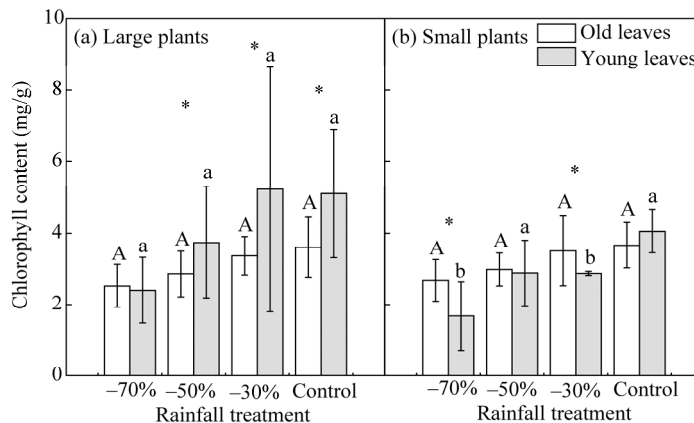 10
8
6
4
2
0
Chlorophyll content (mg/g)
(a) Large plants
A a
* A a
* A a
* A a
–70% –50% –30% Control
Rainfall treatment
(b) Small plants
Old leaves
Young leaves
* A b
A a
* A b
A a
–70% –50% –30% Control
Rainfall treatment